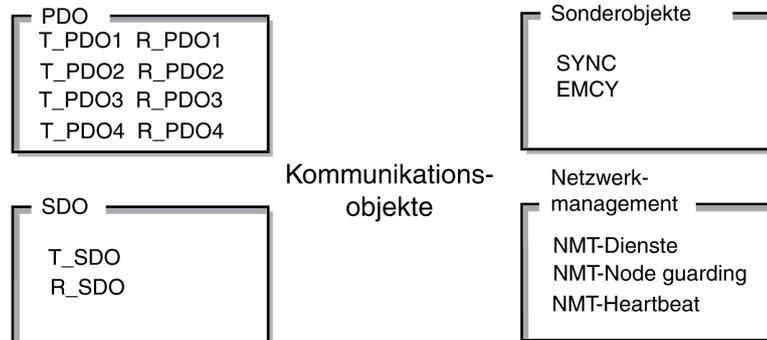 PDO
T_PDO1 R_PDO1
T_PDO2 R_PDO2
T_PDO3 R_PDO3
T_PDO4 R_PDO4
Sonderobjekte
SYNC
EMCY
Kommunikations-
objekte
SDO
T_SDO
R_SDO
Netzwerk-
management
NMT-Dienste
NMT-Node guarding
NMT-Heartbeat